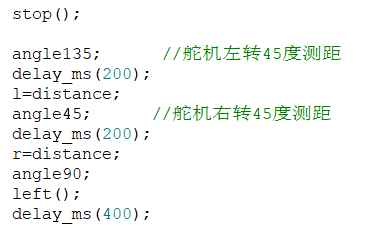 stop();
angle135; //舵机左转45度测距
delay_ms(200);
l=distance;
angle45; //舵机右转45度测距
delay_ms(200);
r=distance;
angle90;
left();
delay_ms(400);